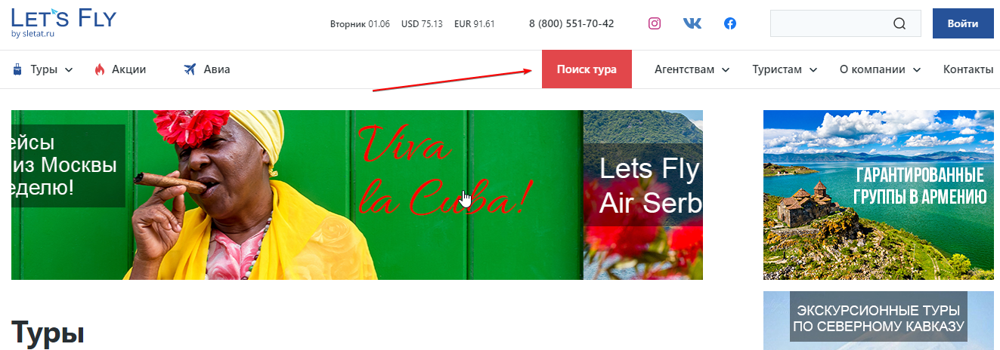 LET'S FLY
by sletat.ru
Вторник 01.06 USD 75.13 EUR 91.61 8 (800) 551-70-42
Войти
Туры Акции Авиа Поиск тура Агентствам Туристам О компании Контакты
ейсы
из Москвы
еделю!
Viva
la Cuba!
Lets Fly
Air Serb
ГАРАНТИРОВАННЫЕ
ГРУППЫ В АРМЕНИЮ
Туры
ЭКСКУРСИОННЫЕ ТУРЫ
ПО СЕВЕРНОМУ КАВКАЗУ